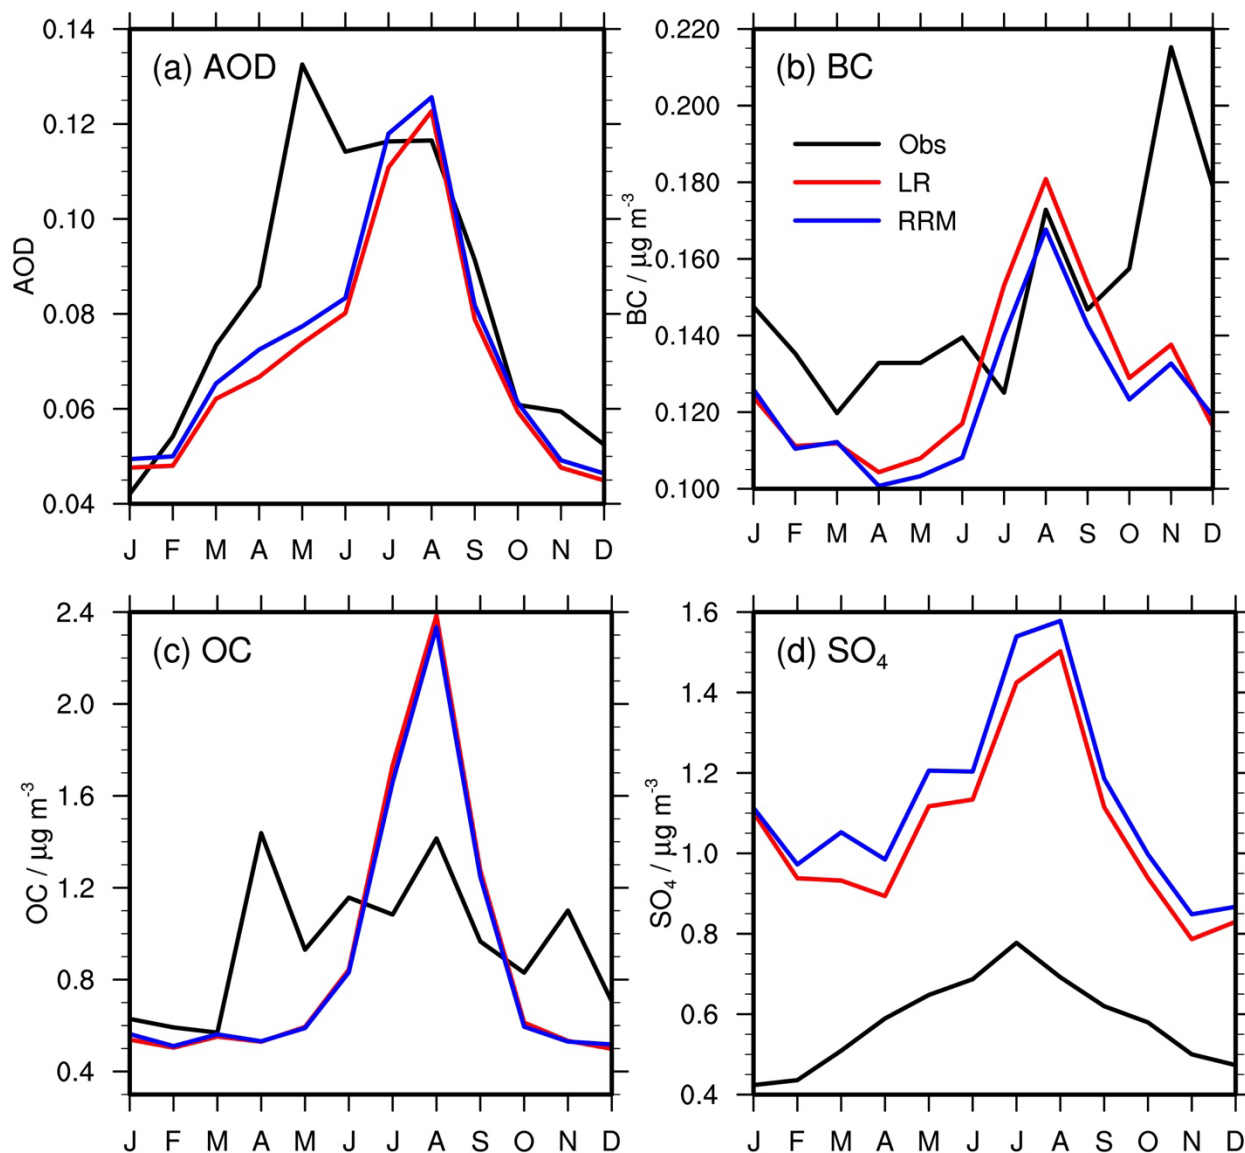 (a) AOD
AOD
0.14
0.12
0.10
0.08
0.06
0.04
J F M A M J J A S O N D
(b) BC
BC / µg m⁻³
0.220
0.200
0.180
0.160
0.140
0.120
0.100
Obs
LR
RRM
J F M A M J J A S O N D
(c) OC
OC / µg m⁻³
2.4
2.0
1.6
1.2
0.8
0.4
J F M A M J J A S O N D
(d) SO₄
SO₄ / µg m⁻³
1.6
1.4
1.2
1.0
0.8
0.6
0.4
J F M A M J J A S O N D